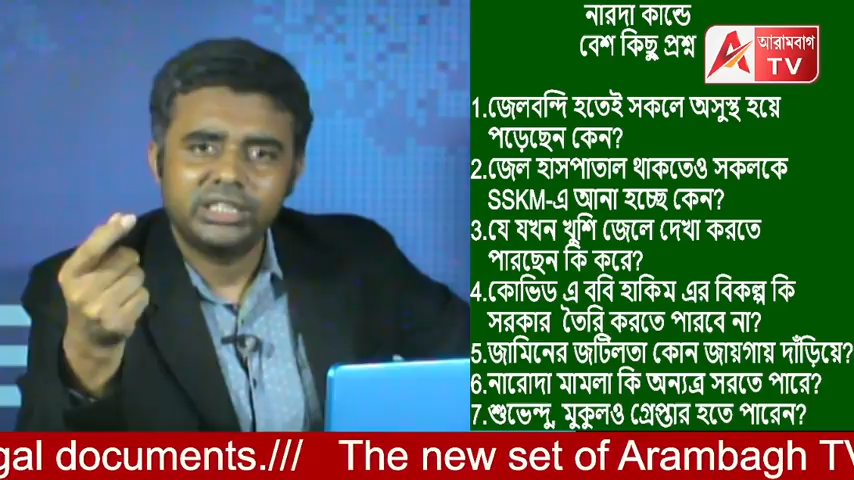 নারদা কান্ডে
বেশ কিছু প্রশ্ন
আরামবাগ
TV
1.জেলবন্দি হতেই সকলে অসুস্থ হয়ে
পড়েছেন কেন?
2.জেল হাসপাতাল থাকতেও সকলকে
SSKM-এ আনা হচ্ছে কেন?
3.যে যখন খুশি জেলে দেখা করতে
পারছেন কি করে?
4.কোভিড এ ববি হাকিম এর বিকল্প কি
সরকার তৈরি করতে পারবে না?
5.জামিনের জটিলতা কোন জায়গায় দাঁড়িয়ে?
6.নারোদা মামলা কি অন্যত্র সরতে পারে?
7.শুভেন্দু, মুকুলও গ্রেপ্তার হতে পারেন?
gal documents./// The new set of Arambagh TV